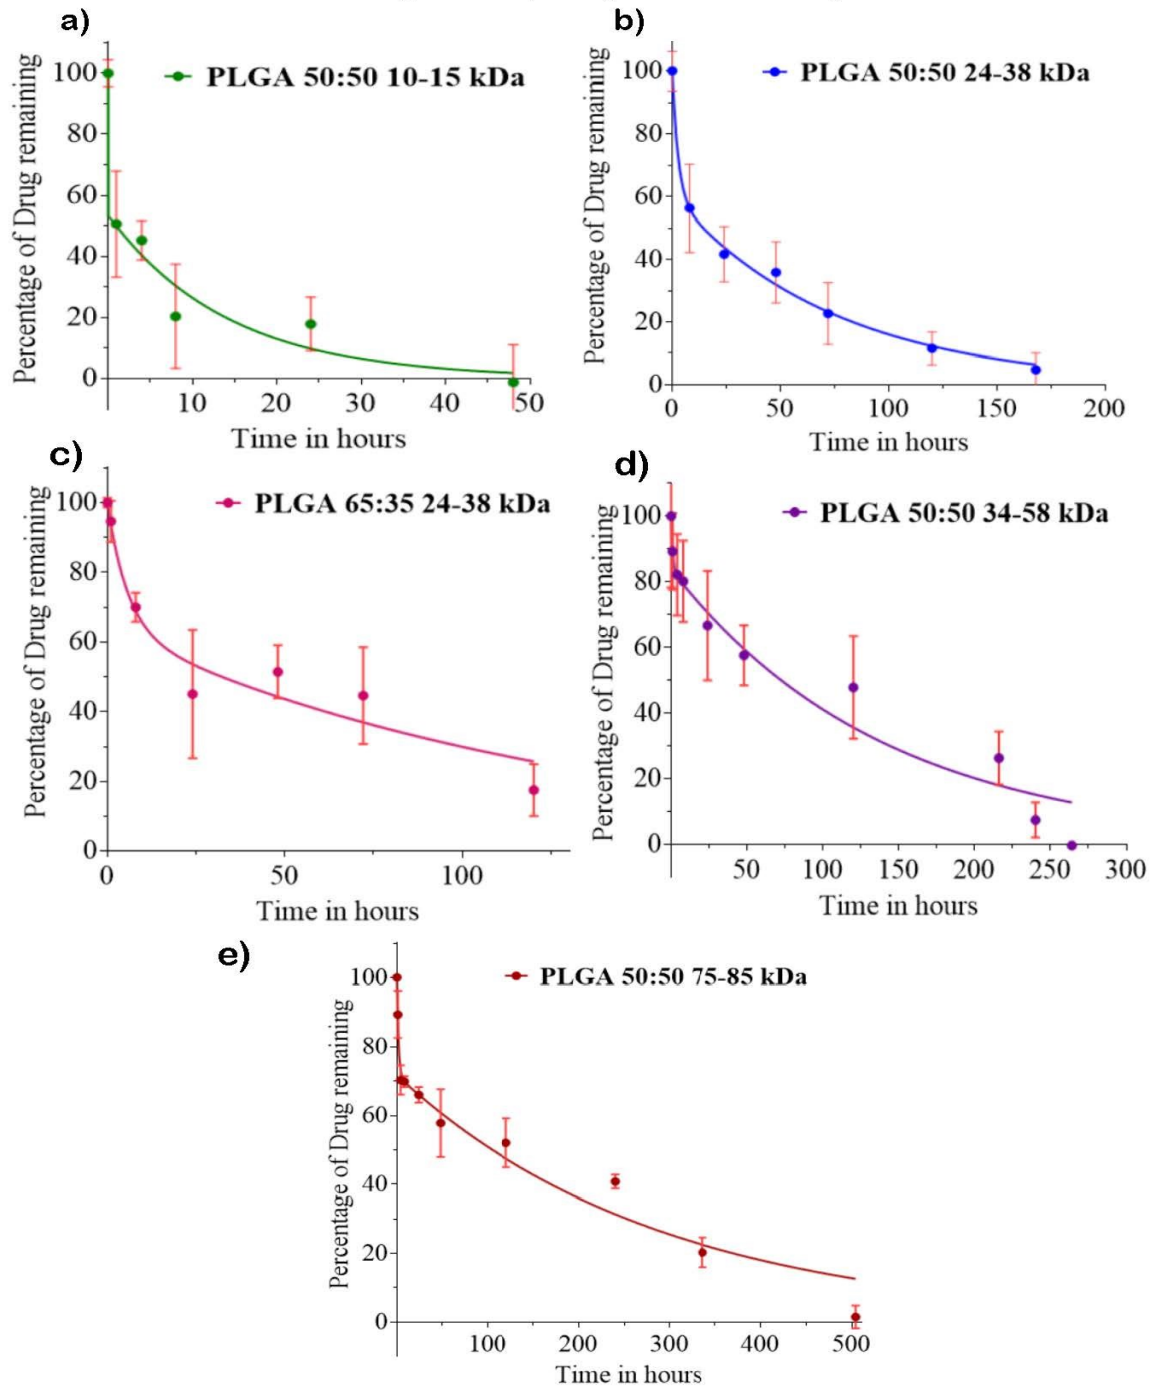 a)
PLGA 50:50 10-15 kDa
Percentage of Drug remaining
100
80
60
40
20
0
10 20 30 40 50
Time in hours
b)
PLGA 50:50 24-38 kDa
Percentage of Drug remaining
100
80
60
40
20
0
0 50 100 150 200
Time in hours
c)
PLGA 65:35 24-38 kDa
Percentage of Drug remaining
100
80
60
40
20
0
0 50 100
Time in hours
d)
PLGA 50:50 34-58 kDa
Percentage of Drug remaining
100
80
60
40
20
0
50 100 150 200 250 300
Time in hours
e)
PLGA 50:50 75-85 kDa
Percentage of Drug remaining
100
80
60
40
20
0
100 200 300 400 500
Time in hours